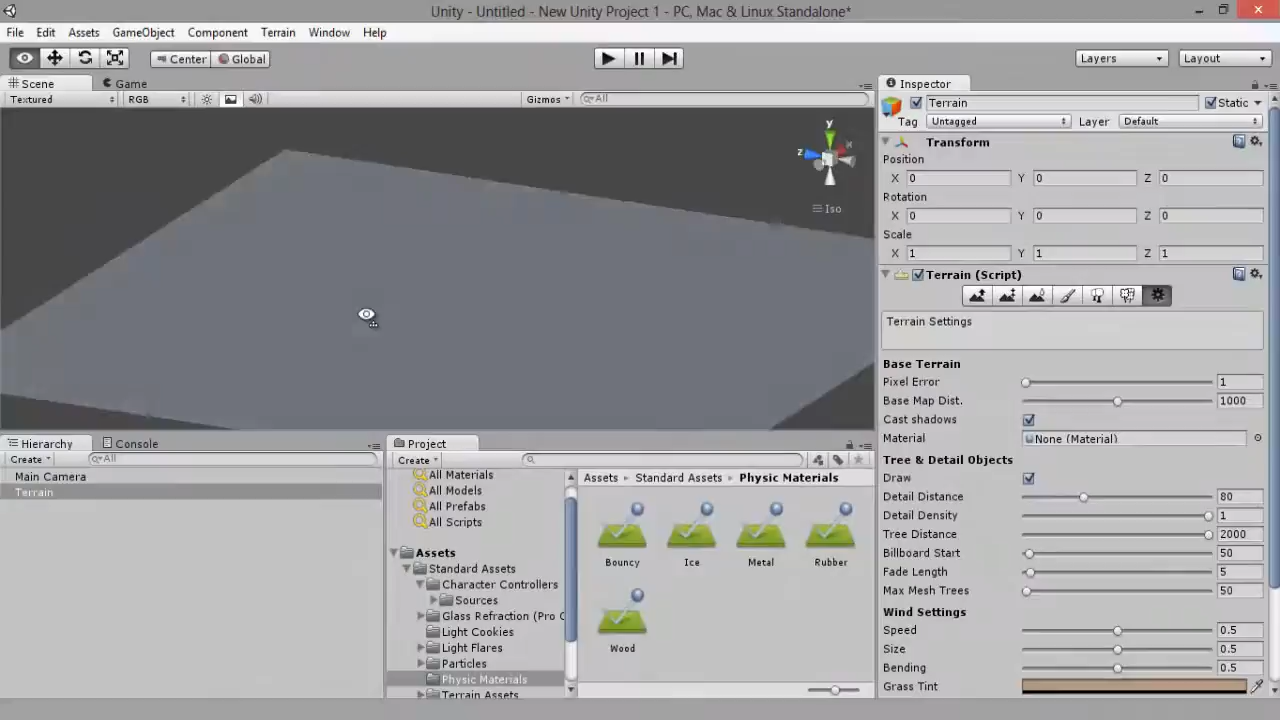 Unity - Untitled - New Unity Project 1 - PC, Mac & Linux Standalone*
File Edit Assets GameObject Component Terrain Window Help
Center Global Layers Layout
Scene Game Inspector
Textured RGB Gizmos All
Terrain Static
Tag Untagged Layer Default
y
z x
Iso
Transform
Position
X 0 Y 0 Z 0
Rotation
X 0 Y 0 Z 0
Scale
X 1 Y 1 Z 1
Terrain (Script)
Terrain Settings
Base Terrain
Pixel Error 1
Base Map Dist. 1000
Cast shadows
Material None (Material)
Tree & Detail Objects
Draw
Detail Distance 80
Detail Density 1
Tree Distance 2000
Billboard Start 50
Fade Length 5
Max Mesh Trees 50
Wind Settings
Speed 0.5
Size 0.5
Bending 0.5
Grass Tint
Hierarchy Console
Create All
Main Camera
Terrain
Project
Create
All Materials
All Models
All Prefabs
All Scripts
Assets
Standard Assets
Character Controllers
Sources
Glass Refraction (Pro O
Light Cookies
Light Flares
Particles
Physic Materials
Terrain Assets
Assets Standard Assets Physic Materials
Bouncy Ice Metal Rubber
Wood